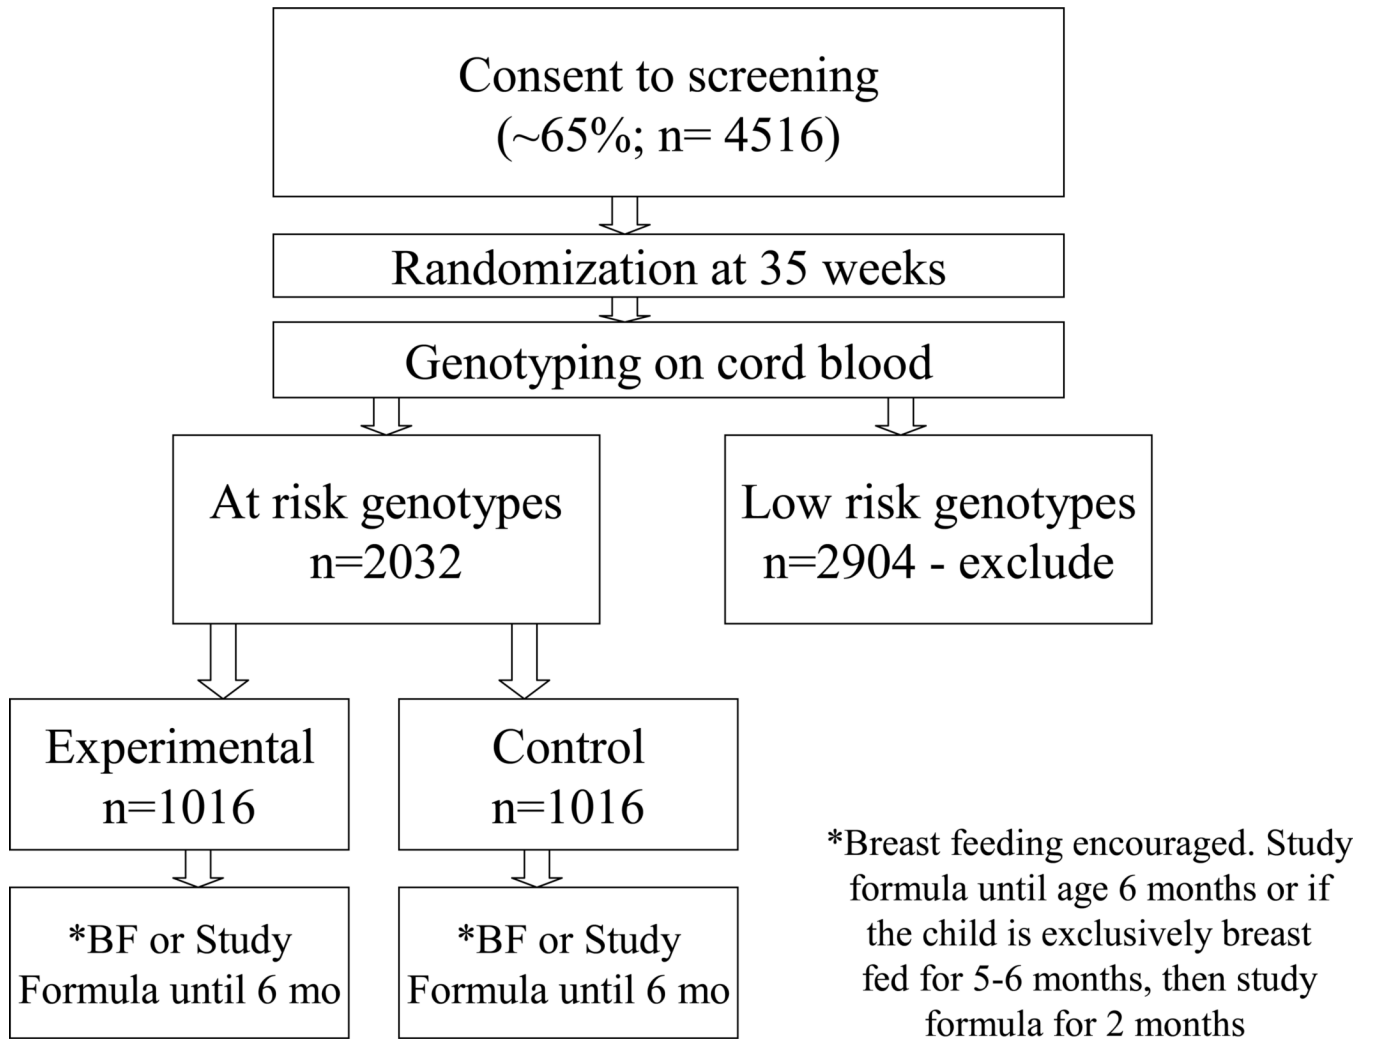 Consent to screening
(~65%; n= 4516)
Randomization at 35 weeks
Genotyping on cord blood
At risk genotypes
n=2032
Low risk genotypes
n=2904 - exclude
Experimental
n=1016
Control
n=1016
*BF or Study
Formula until 6 mo
*BF or Study
Formula until 6 mo
*Breast feeding encouraged. Study
formula until age 6 months or if
the child is exclusively breast
fed for 5-6 months, then study
formula for 2 months